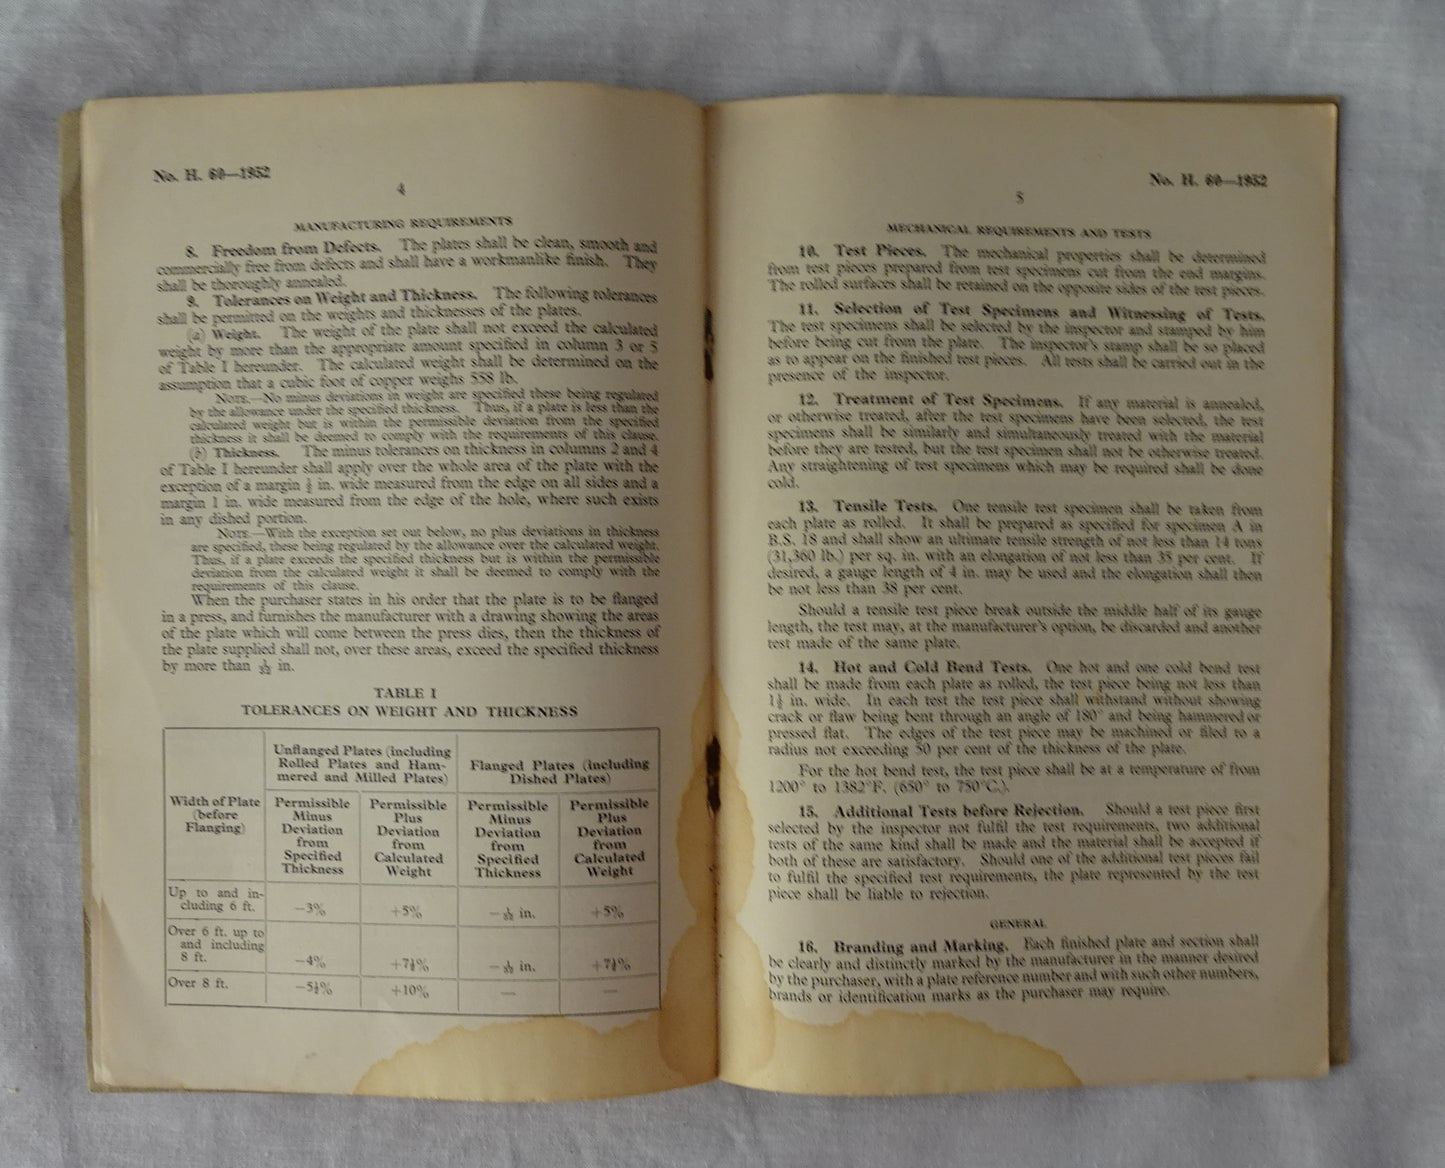 No. H. 60—1952
4
MANUFACTURING REQUIREMENTS
8. Freedom from Defects. The plates shall be clean, smooth and
commercially free from defects and shall have a workmanlike finish. They
shall be thoroughly annealed.
9. Tolerances on Weight and Thickness. The following tolerances
shall be permitted on the weights and thicknesses of the plates.
(a) Weight. The weight of the plate shall not exceed the calculated
weight by more than the appropriate amount specified in column 3 or 5
of Table I hereunder. The calculated weight shall be determined on the
assumption that a cubic foot of copper weighs 558 lb.
NOTE.—No minus deviations in weight are specified these being regulated
by the allowance under the specified thickness. Thus, if a plate is less than the
calculated weight but is within the permissible deviation from the specified
thickness it shall be deemed to comply with the requirements of this clause.
(b) Thickness. The minus tolerances on thickness in columns 2 and 4
of Table I hereunder shall apply over the whole area of the plate with the
exception of a margin in. wide measured from the edge on all sides and a
margin 1 in. wide measured from the edge of the hole, where such exists
in any dished portion.
NOTE.—With the exception set out below, no plus deviations in thickness
are specified, these being regulated by the allowance over the calculated weight.
Thus, if a plate exceeds the specified thickness but is within the permissible
deviation from the calculated weight it shall be deemed to comply with the
requirements of this clause.
When the purchaser states in his order that the plate is to be flanged
in a press, and furnishes the manufacturer with a drawing showing the areas
of the plate which will come between the press dies, then the thickness of
the plate supplied shall not, over these areas, exceed the specified thickness
by more than 1/32 in.
TABLE I
TOLERANCES ON WEIGHT AND THICKNESS
Unflanged Plates (including
Rolled Plates and Ham-
mered and Milled Plates)
Flanged Plates (including
Dished Plates)
Width of Plate
(before
Flanging)
Permissible
Minus
Deviation
from
Specified
Thickness
Permissible
Plus
Deviation
from
Calculated
Weight
Permissible
Minus
Deviation
from
Specified
Thickness
Permissible
Plus
Deviation
from
Calculated
Weight
Up to and in-
cluding 6 ft. −3% +5% −1/32 in. +5%
Over 6 ft. up to
and including
8 ft. −4% +7½% −1/32 in. +7½%
Over 8 ft. −5½% +10% — —
No. H. 60—1952
5
MECHANICAL REQUIREMENTS AND TESTS
10. Test Pieces. The mechanical properties shall be determined
from test pieces prepared from test specimens cut from the end margins.
The rolled surfaces shall be retained on the opposite sides of the test pieces.
11. Selection of Test Specimens and Witnessing of Tests.
The test specimens shall be selected by the inspector and stamped by him
before being cut from the plate. The inspector's stamp shall be so placed
as to appear on the finished test pieces. All tests shall be carried out in the
presence of the inspector.
12. Treatment of Test Specimens. If any material is annealed,
or otherwise treated, after the test specimens have been selected, the test
specimens shall be similarly and simultaneously treated with the material
before they are tested, but the test specimen shall not be otherwise treated.
Any straightening of test specimens which may be required shall be done
cold.
13. Tensile Tests. One tensile test specimen shall be taken from
each plate as rolled. It shall be prepared as specified for specimen A in
B.S. 18 and shall show an ultimate tensile strength of not less than 14 tons
(31,360 lb.) per sq. in. with an elongation of not less than 35 per cent. If
desired, a gauge length of 4 in. may be used and the elongation shall then
be not less than 38 per cent.
Should a tensile test piece break outside the middle half of its gauge
length, the test may, at the manufacturer's option, be discarded and another
test made of the same plate.
14. Hot and Cold Bend Tests. One hot and one cold bend test
shall be made from each plate as rolled, the test piece being not less than
1½ in. wide. In each test the test piece shall withstand without showing
crack or flaw being bent through an angle of 180° and being hammered or
pressed flat. The edges of the test piece may be machined or filed to a
radius not exceeding 50 per cent of the thickness of the plate.
For the hot bend test, the test piece shall be at a temperature of from
1200° to 1382°F. (650° to 750°C.).
15. Additional Tests before Rejection. Should a test piece first
selected by the inspector not fulfil the test requirements, two additional
tests of the same kind shall be made and the material shall be accepted if
both of these are satisfactory. Should one of the additional test pieces fail
to fulfil the specified test requirements, the plate represented by the test
piece shall be liable to rejection.
GENERAL
16. Branding and Marking. Each finished plate and section shall
be clearly and distinctly marked by the manufacturer in the manner desired
by the purchaser, with a plate reference number and with such other numbers,
brands or identification marks as the purchaser may require.